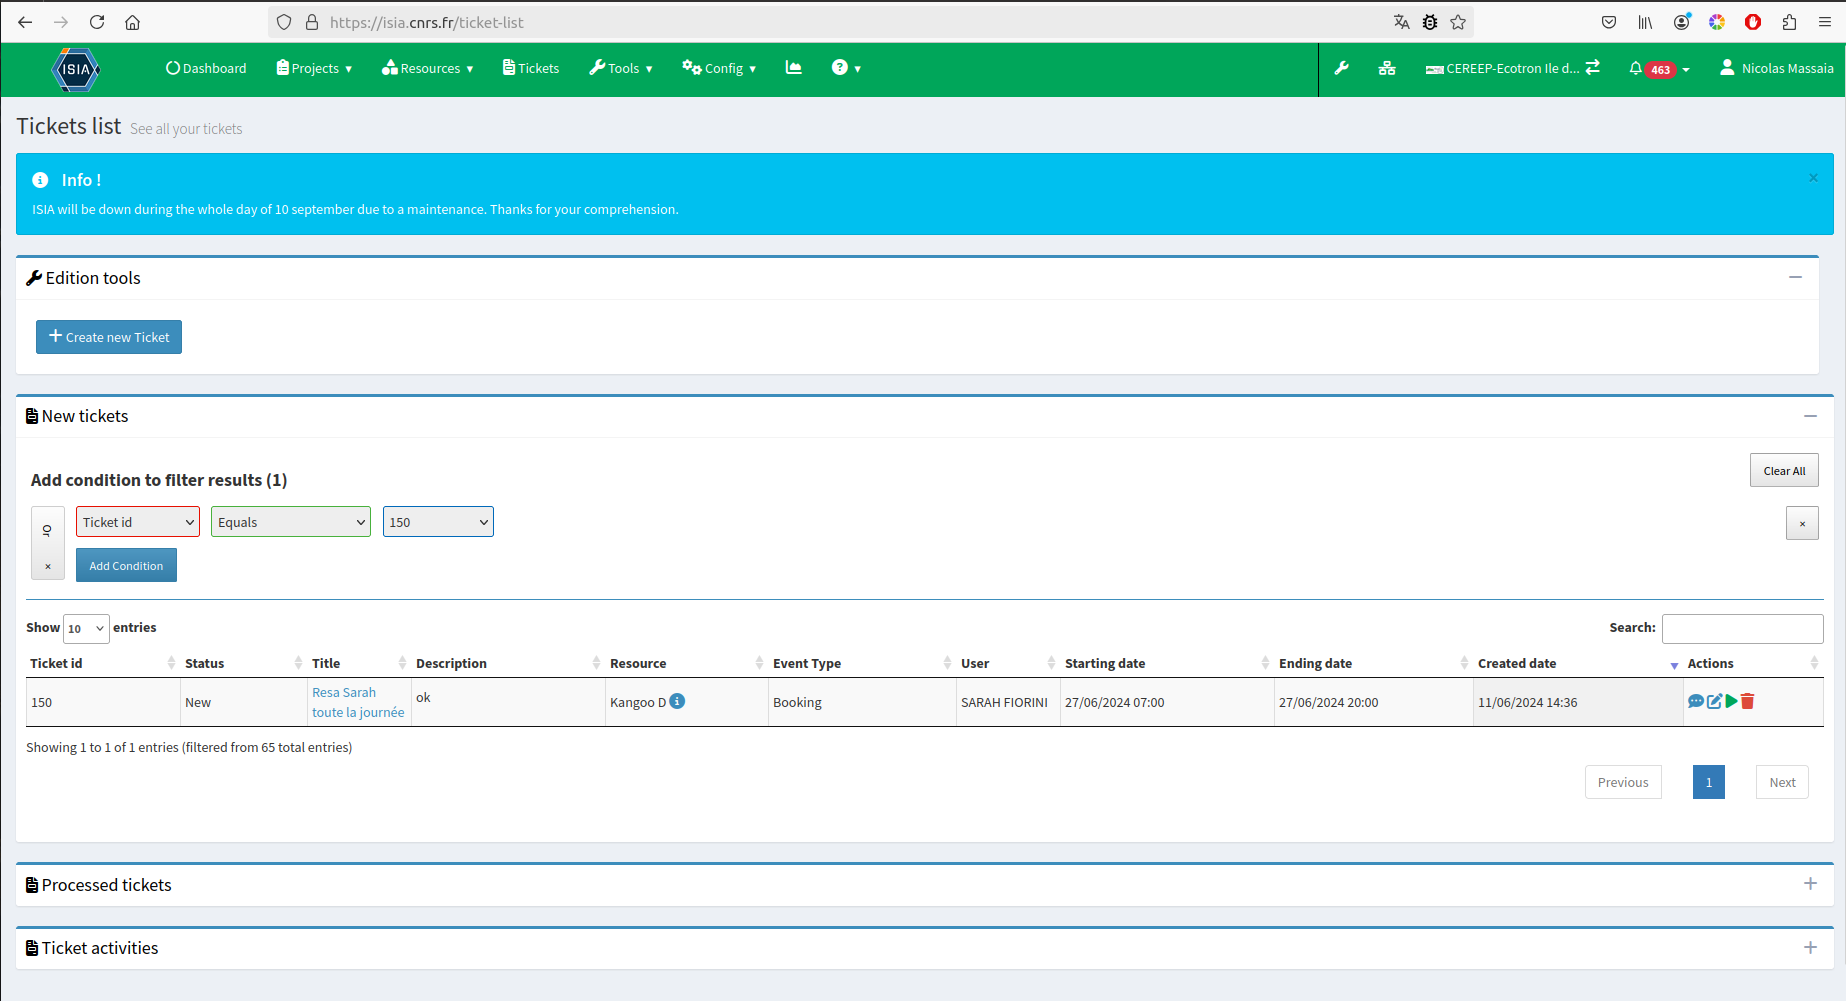 https://isia.cnrs.fr/ticket-list
ISIA
Dashboard
Projects
Resources
Tickets
Tools
Config
CEREEP-Ecotron Ile d...
463
Nicolas Massaia
Tickets list See all your tickets
Info !
×
ISIA will be down during the whole day of 10 september due to a maintenance. Thanks for your comprehension.
Edition tools
Create new Ticket
New tickets
Add condition to filter results (1)
Clear All
Or
×
Ticket id
Equals
150
×
Add Condition
Show 10 entries
Search:
Ticket id Status Title Description Resource Event Type User Starting date Ending date Created date Actions
150 New Resa Sarah toute la journée ok Kangoo D Booking SARAH FIORINI 27/06/2024 07:00 27/06/2024 20:00 11/06/2024 14:36
Showing 1 to 1 of 1 entries (filtered from 65 total entries)
Previous 1 Next
Processed tickets
Ticket activities